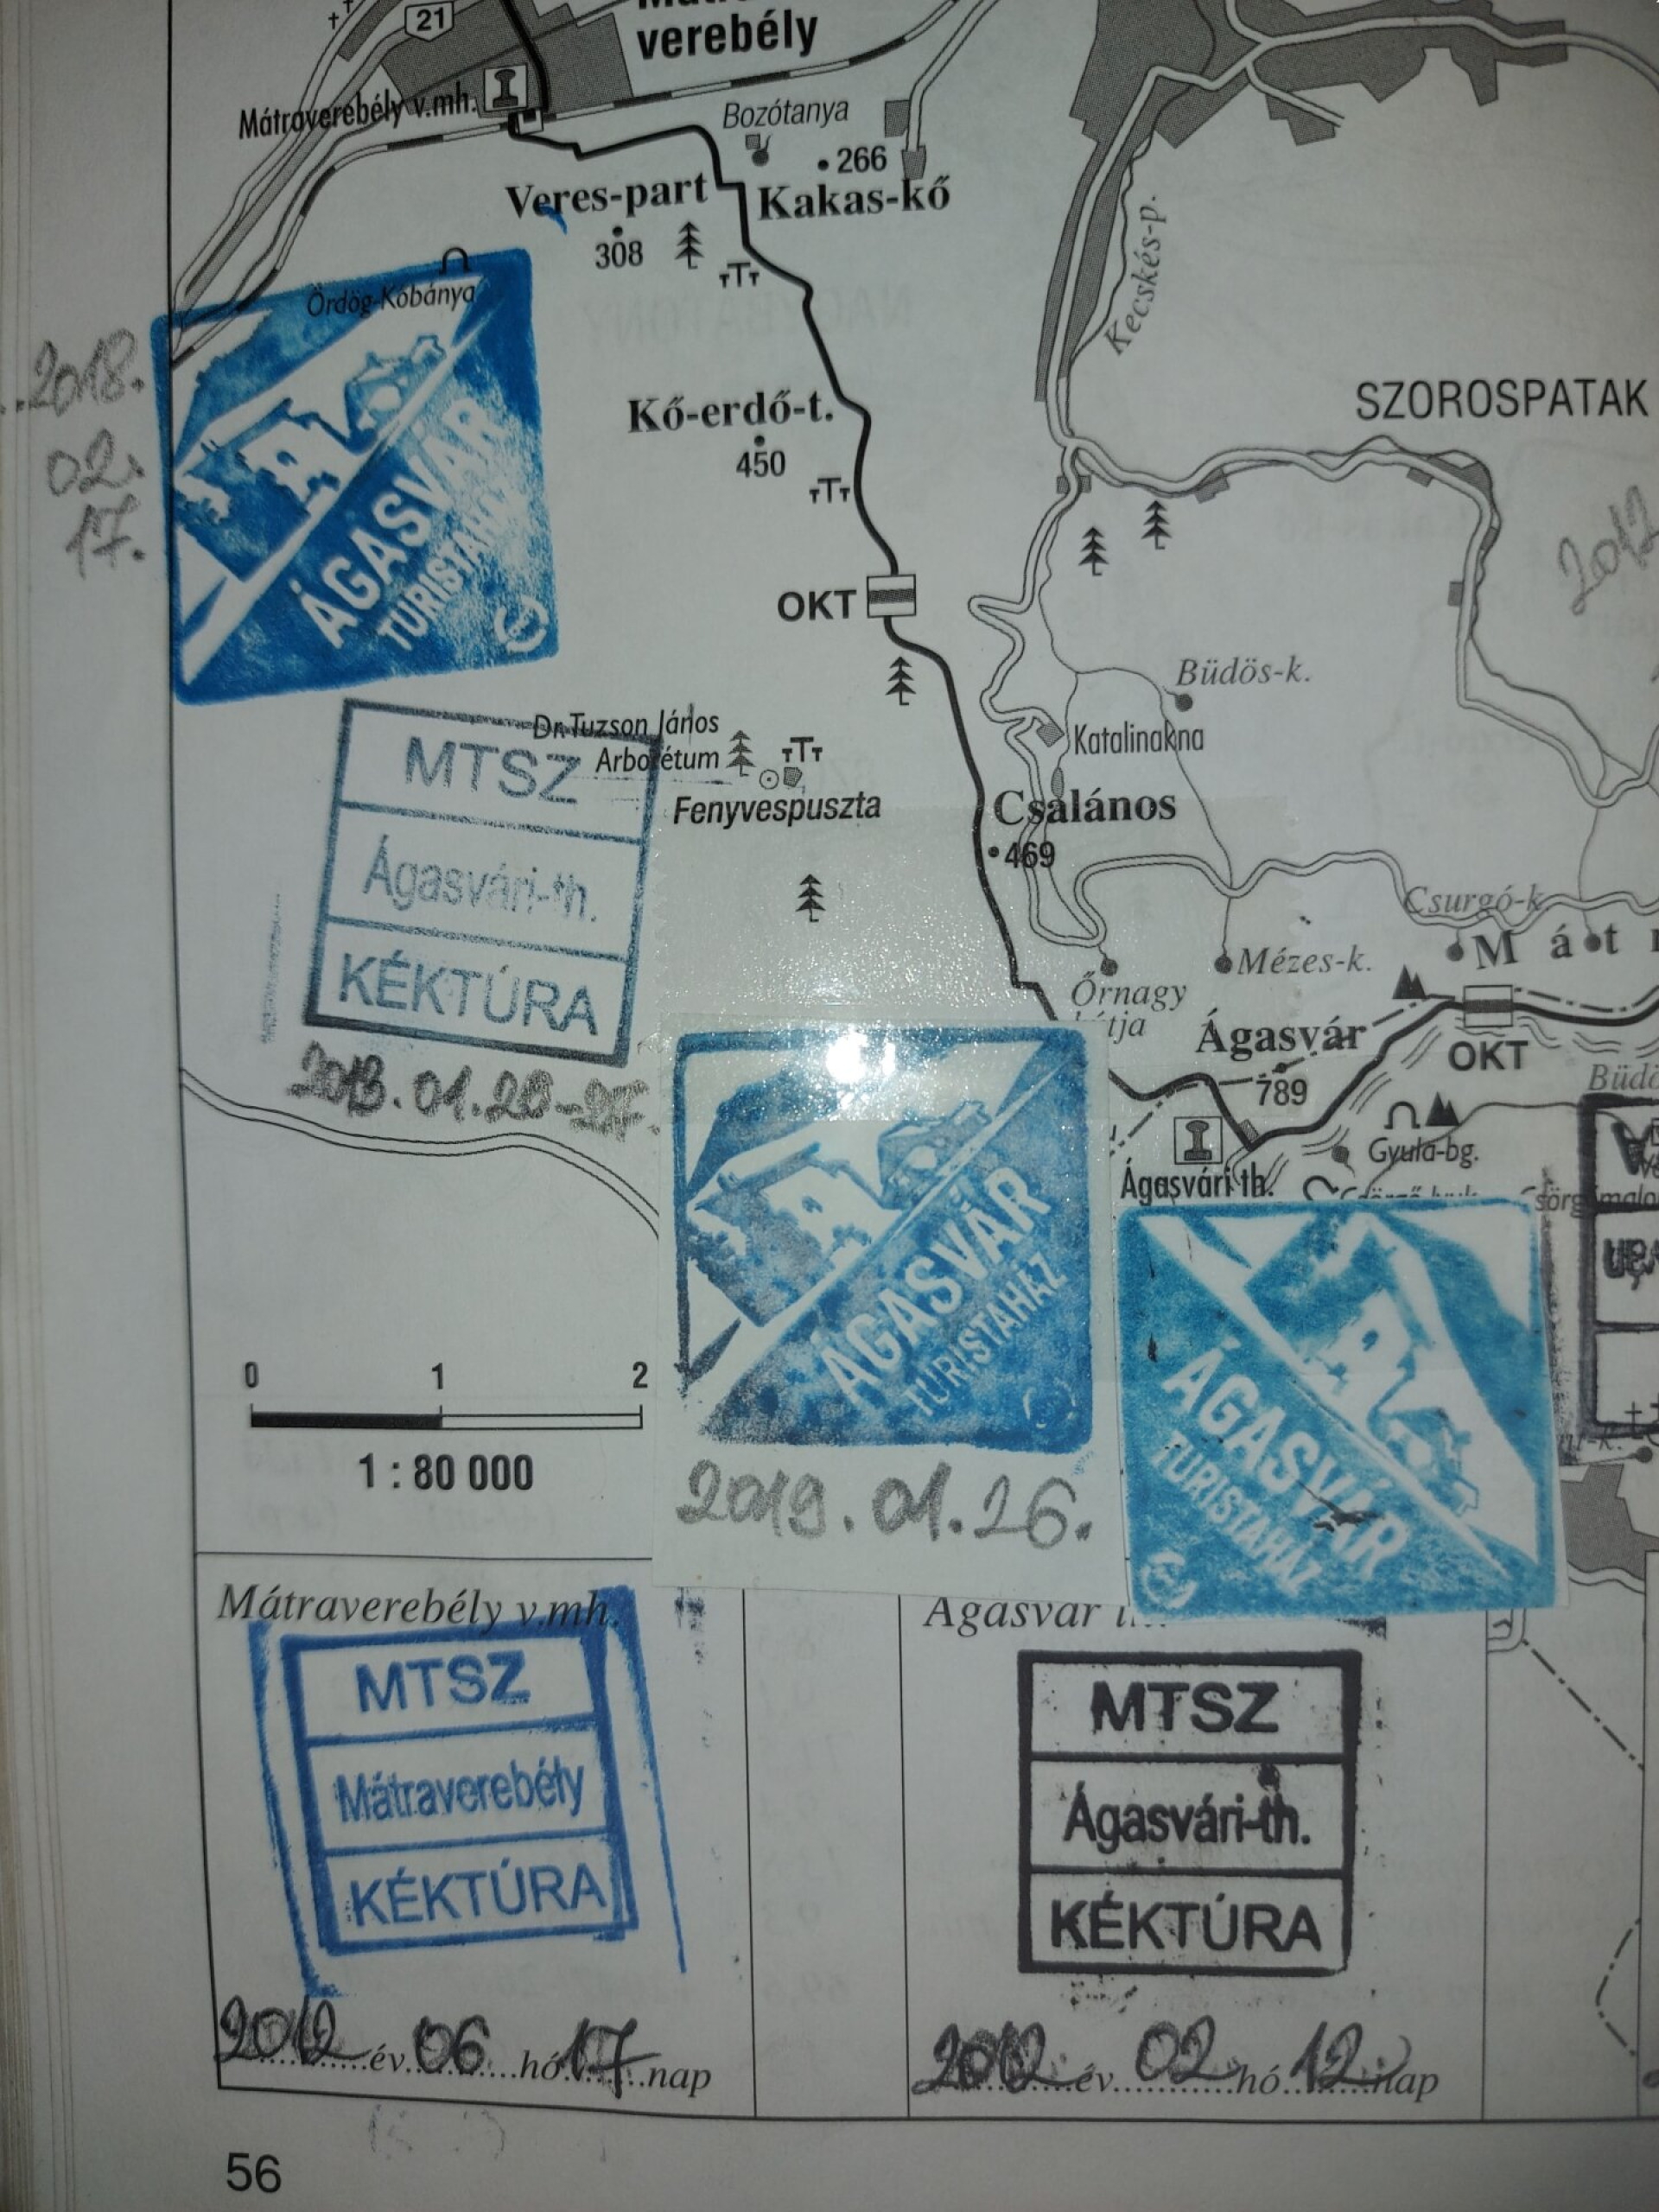 21
verebély
Mátraverebély v.mh.
Bozótanya
266
Veres-part
Kakas-kő
308
Kecskés-p.
Ördög-Kőbánya
2018.
02.
17.
Kő-erdő-t.
450
SZOROSPATAK
ÁGASVÁR
TURISTAHÁZ
OKT
2012
Büdös-k.
Dr. Tuzson János
Arborétum
Katalinakna
Fenyvespuszta
Csalános
469
MTSZ
Ágasvári-th.
KÉKTÚRA
Csurgó-k
Mézes-k.
Őrnagy
Ágasvár
OKT
789
Gyula-bg.
Ágasvári th.
ÁGASVÁR
TURISTAHÁZ
ÁGASVÁR
TURISTAHÁZ
0 1 2
1 : 80 000
2019. 01. 26.
Mátraverebély v.mh.
MTSZ
Mátraverebély
KÉKTÚRA
MTSZ
Ágasvári-th.
KÉKTÚRA
2012 év 06 hó 17 nap
2012 év 02 hó 12 nap
56